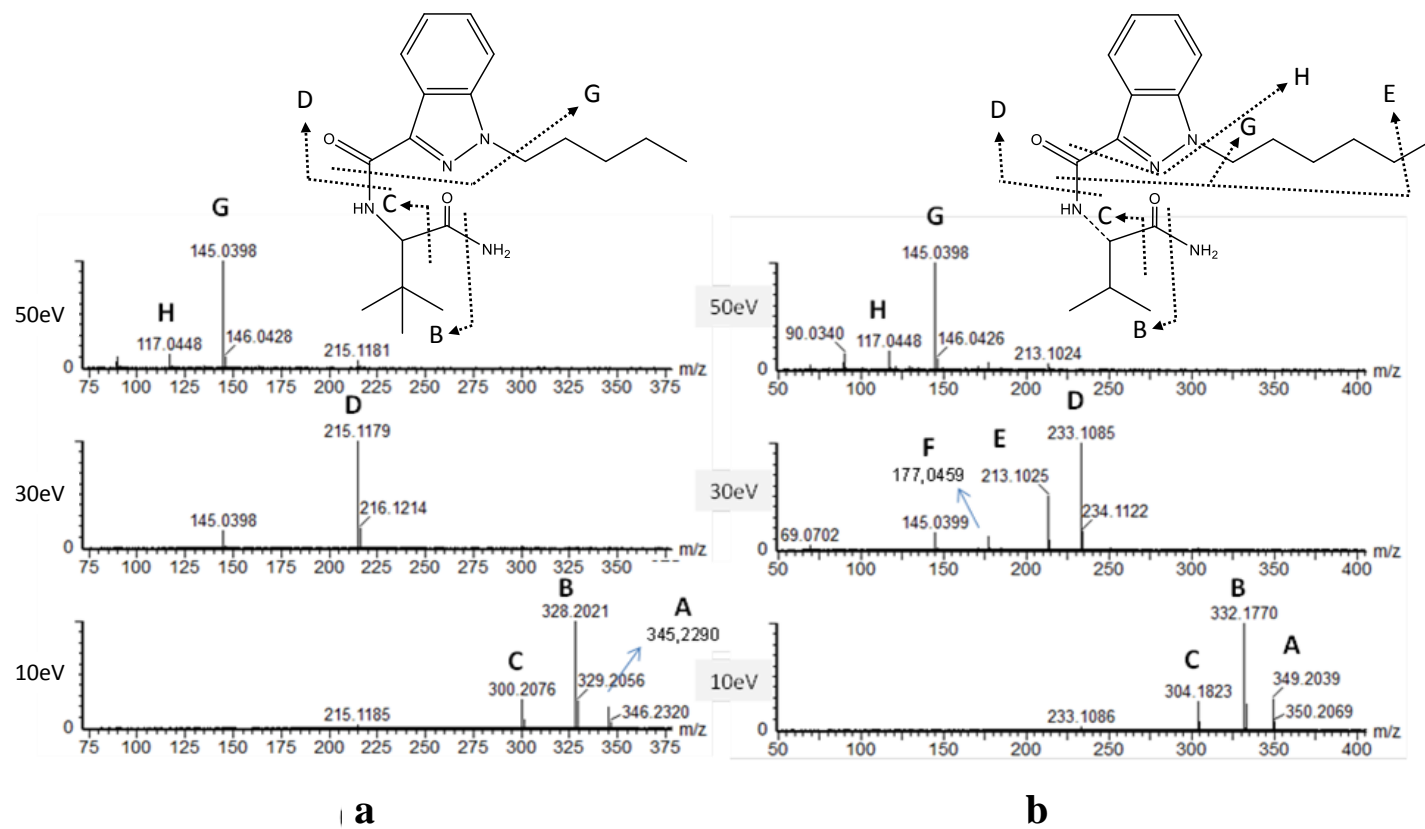 D
G
O
N
N
HN
C
O
NH2
B
G
145.0398
50eV
H
117.0448
146.0428
215.1181
0
75 100 125 150 175 200 225 250 275 300 325 350 375 m/z
D
215.1179
30eV
216.1214
145.0398
0
75 100 125 150 175 200 225 250 275 300 325 350 m/z
B
328.2021
A
345,2290
10eV
C
300.2076
329.2056
346.2320
215.1185
0
75 100 125 150 175 200 225 250 275 300 325 350 375 m/z
a
H
E
D
G
O
N
N
HN
C
O
NH2
B
G
145.0398
50eV
H
90.0340
117.0448
146.0426
213.1024
0
50 100 150 200 250 300 350 400 m/z
D
233.1085
F
E
177,0459
213.1025
30eV
234.1122
145.0399
69.0702
0
50 100 150 200 250 300 350 400 m/z
B
332.1770
A
C
349.2039
10eV
304.1823
350.2069
233.1086
0
50 100 150 200 250 300 350 400 m/z
b